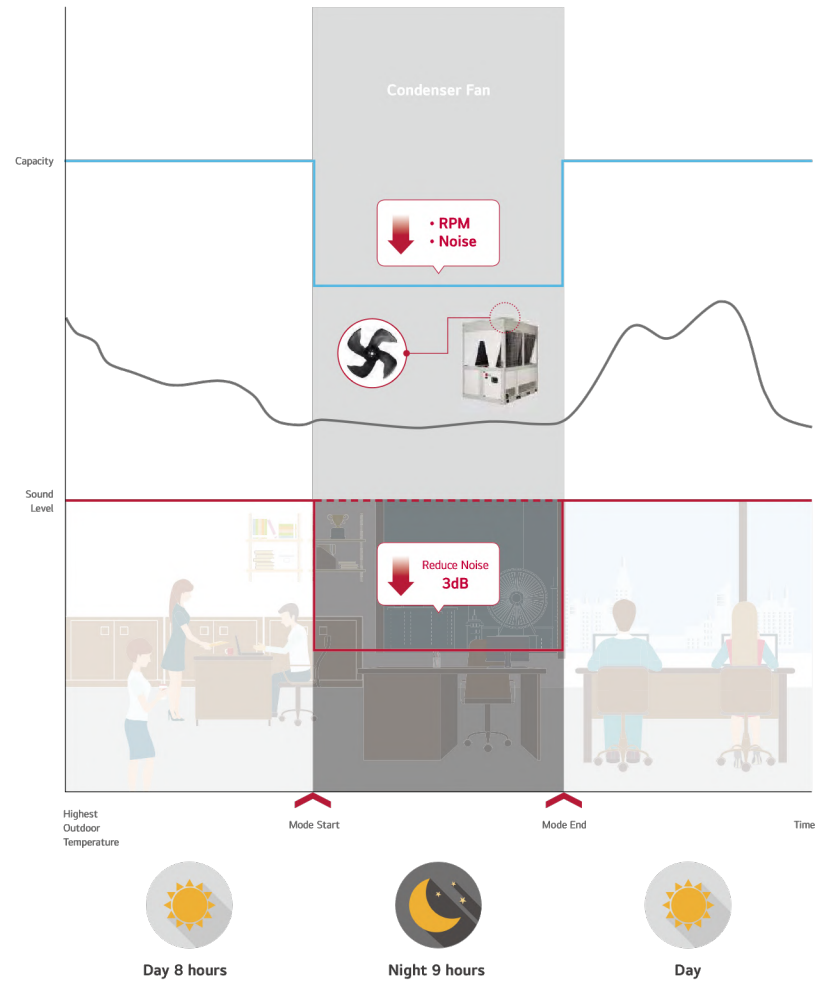 Condenser Fan
Capacity
• RPM
• Noise
Sound
Level
Reduce Noise
3dB
Highest
Outdoor
Temperature
Mode Start
Mode End
Time
Day 8 hours
Night 9 hours
Day